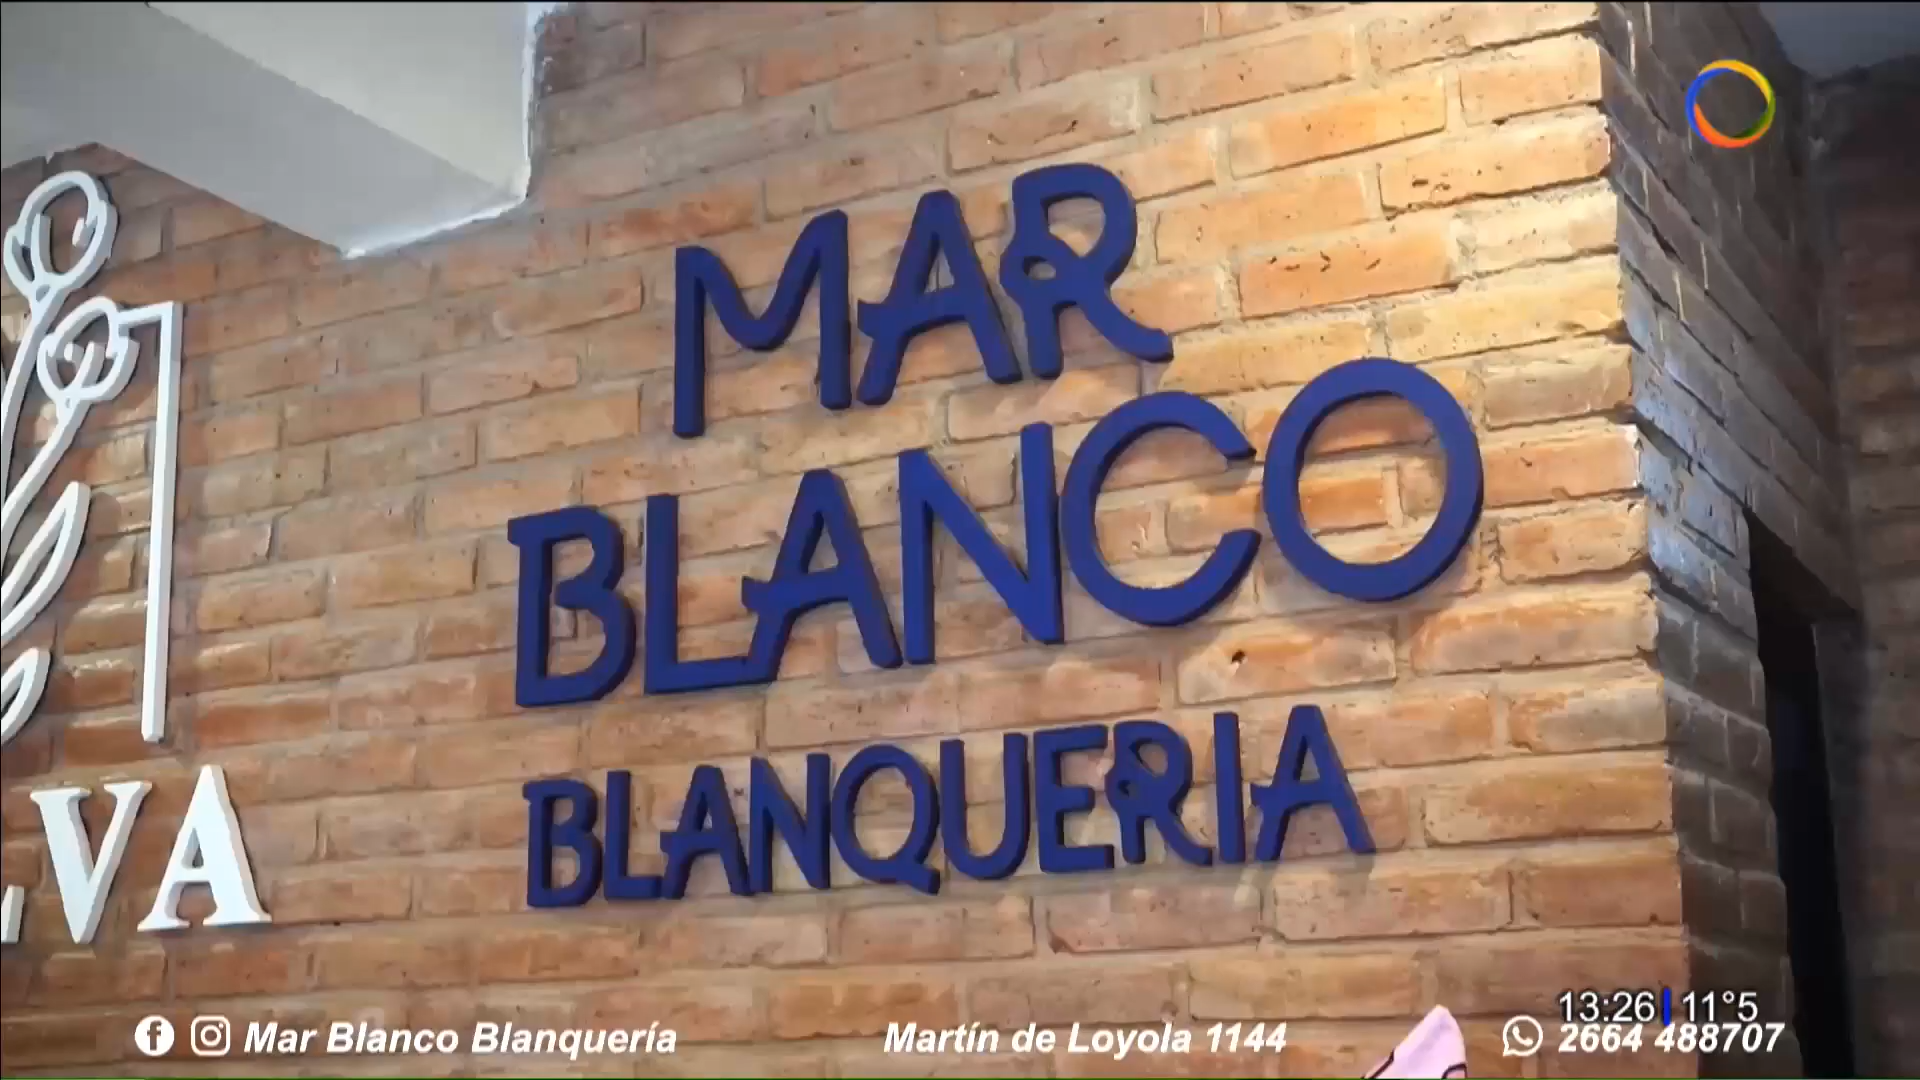 MAR
BLANCO
BLANQUERIA
VA
13:26 11°5
Mar Blanco Blanquería
Martín de Loyola 1144
2664 488707